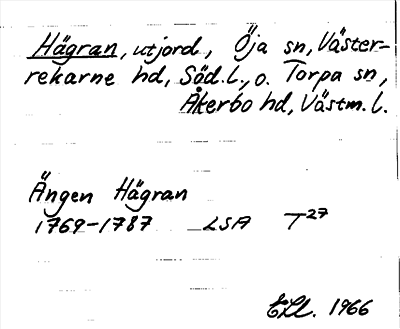 Hägran, utjord, Öja sn, Väster-
rekarne hd, Söd.l., o. Torpa sn,
Åkerbo hd, Västm. l.
Ängen Hägran
1769-1787 LSA T27
1966